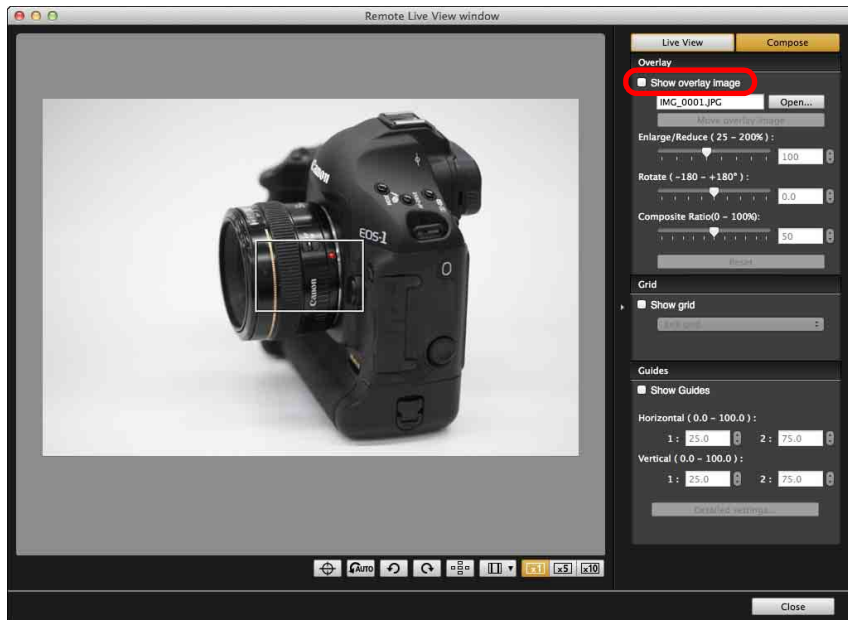 Remote Live View window
Live View
Compose
Overlay
Show overlay image
IMG_0001.JPG
Open...
Move overlay image
Enlarge/Reduce ( 25 – 200% ) :
100
Rotate ( –180 – +180° ) :
0.0
Composite Ratio(0 – 100%):
50
Reset
Grid
Show grid
Guides
Show Guides
Horizontal ( 0.0 – 100.0 ) :
1 : 25.0 2 : 75.0
Vertical ( 0.0 – 100.0 ) :
1 : 25.0 2 : 75.0
Detailed settings...
Canon
EOS-1
Canon
AUTO
x1 x5 x10
Close